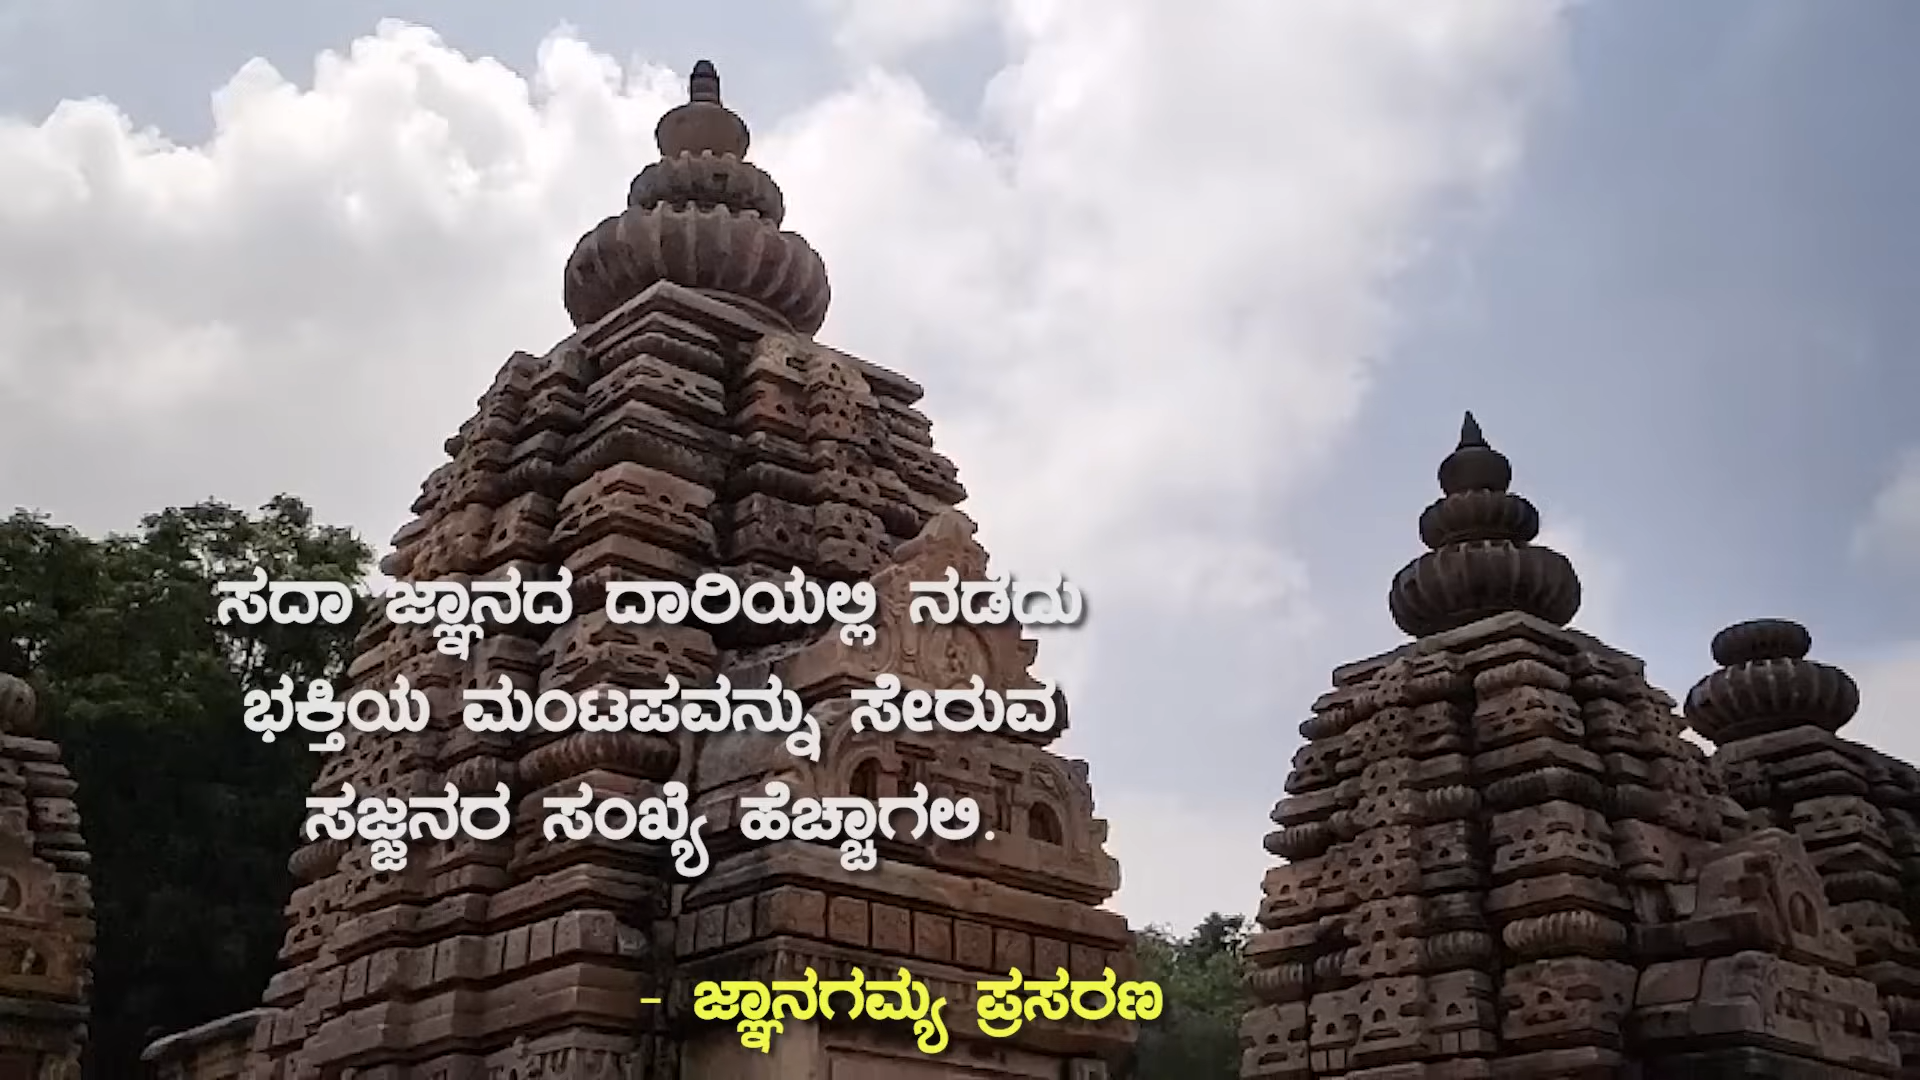 ಸದಾ ಜ್ಞಾನದ ದಾರಿಯಲ್ಲಿ ನಡೆದು
ಭಕ್ತಿಯ ಮಂಟಪವನ್ನು ಸೇರುವ
ಸಜ್ಜನರ ಸಂಖ್ಯೆ ಹೆಚ್ಚಾಗಲಿ.
- ಜ್ಞಾನಗಮ್ಯ ಪ್ರಸರಣ